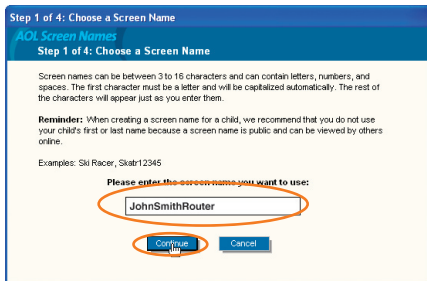 Step 1 of 4: Choose a Screen Name
AOL Screen Names
Step 1 of 4: Choose a Screen Name
Screen names can be between 3 to 16 characters and can contain letters, numbers, and
spaces. The first character must be a letter and will be capitalized automatically. The rest of
the characters will appear just as you enter them.
Reminder: When creating a screen name for a child, we recommend that you do not use
your child's first or last name because a screen name is public and can be viewed by others
online.
Examples: Ski Racer, Skatr12345
Please enter the screen name you want to use:
JohnSmithRouter
Continue Cancel